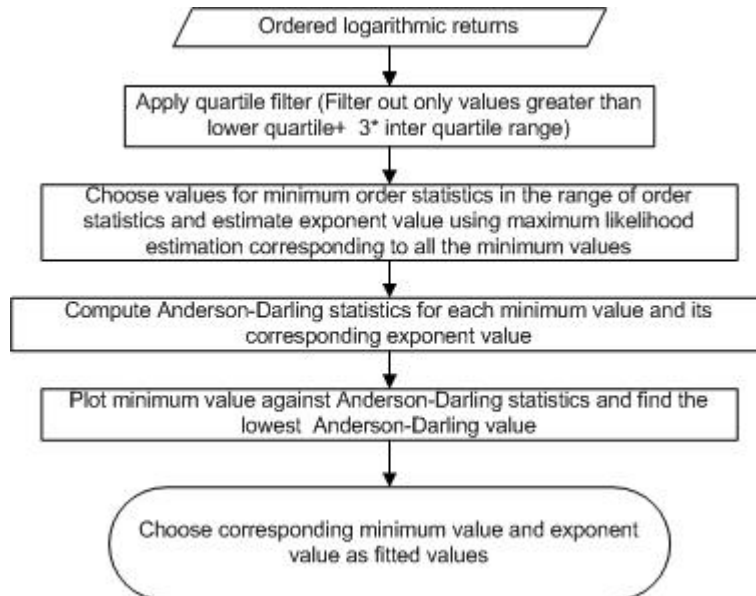 Ordered logarithmic returns
Apply quartile filter (Filter out only values greater than
lower quartile+ 3* inter quartile range)
Choose values for minimum order statistics in the range of order
statistics and estimate exponent value using maximum likelihood
estimation corresponding to all the minimum values
Compute Anderson-Darling statistics for each minimum value and its
corresponding exponent value
Plot minimum value against Anderson-Darling statistics and find the
lowest Anderson-Darling value
Choose corresponding minimum value and exponent
value as fitted values